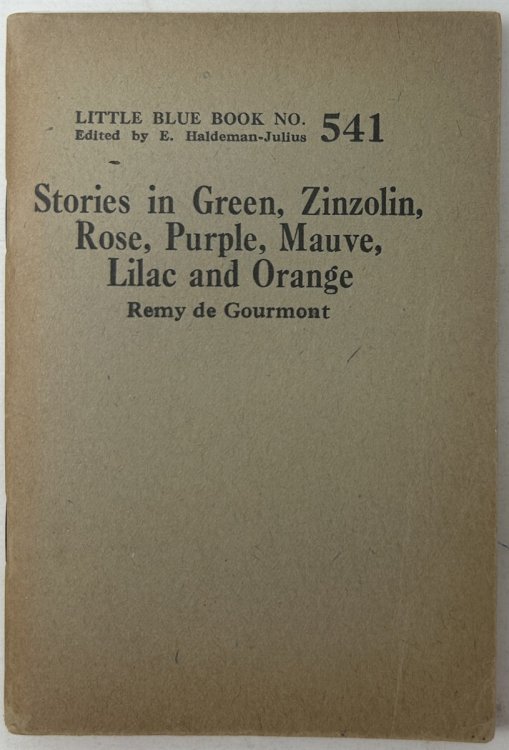 LITTLE BLUE BOOK NO. 541
Edited by E. Haldeman-Julius
Stories in Green, Zinzolin,
Rose, Purple, Mauve,
Lilac and Orange
Remy de Gourmont